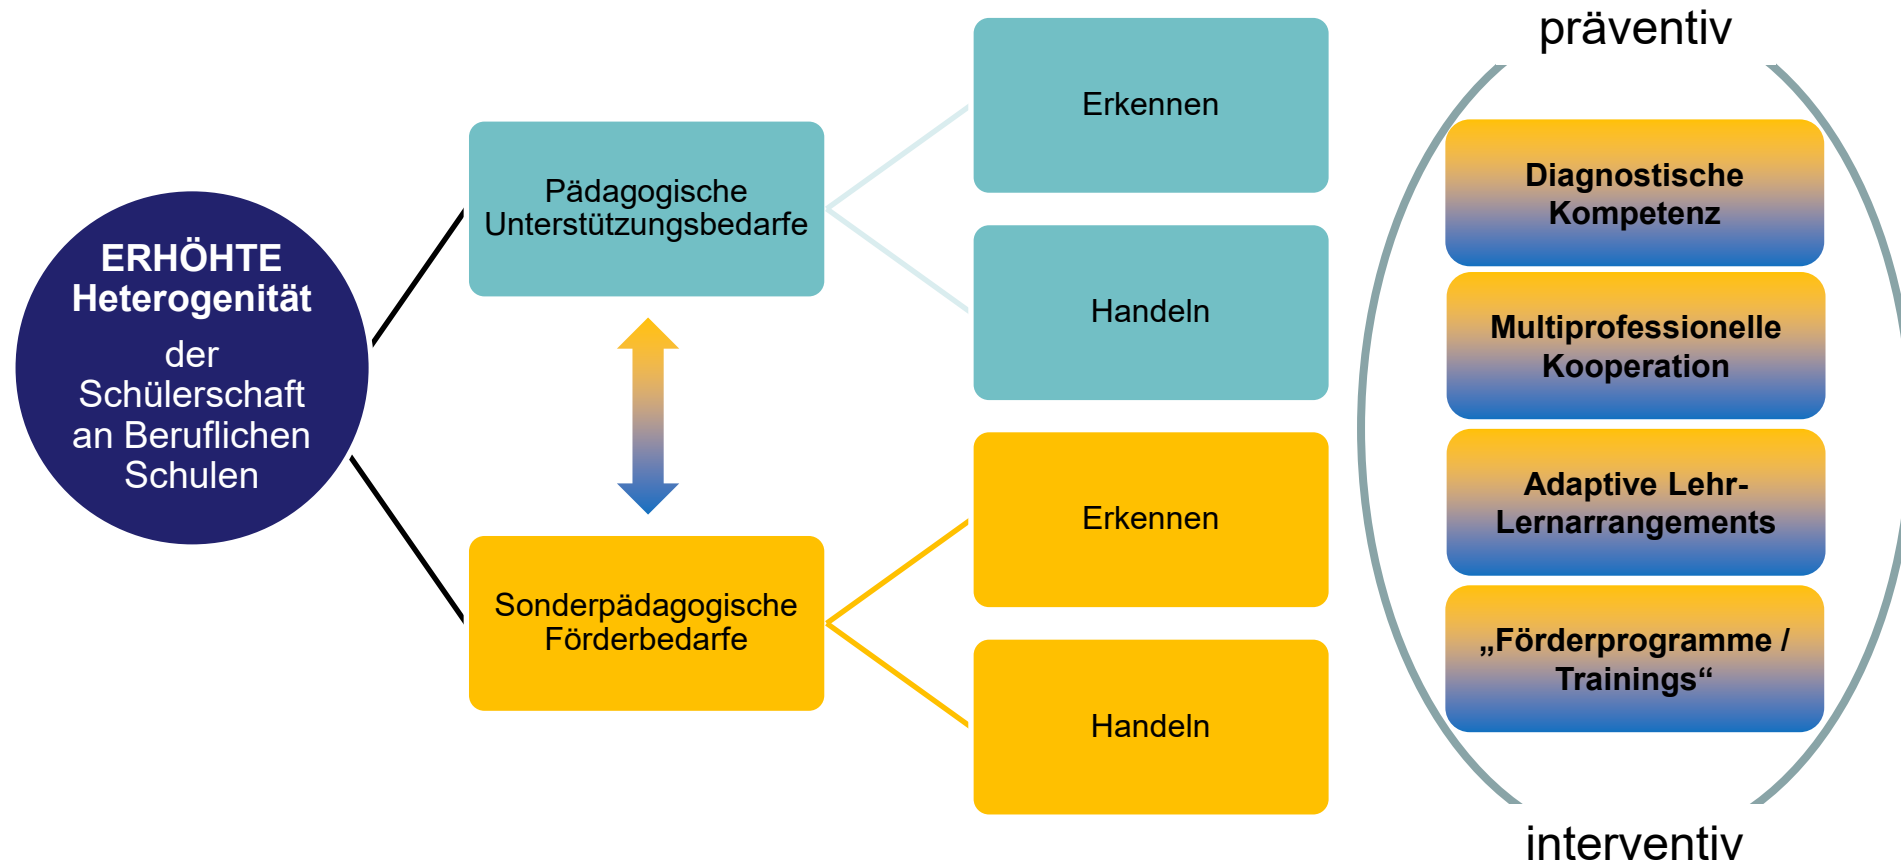 ERHÖHTE
Heterogenität
der
Schülerschaft
an Beruflichen
Schulen
Pädagogische
Unterstützungsbedarfe
Sonderpädagogische
Förderbedarfe
Erkennen
Handeln
Erkennen
Handeln
präventiv
Diagnostische
Kompetenz
Multiprofessionelle
Kooperation
Adaptive Lehr-
Lernarrangements
„Förderprogramme /
Trainings“
interventiv